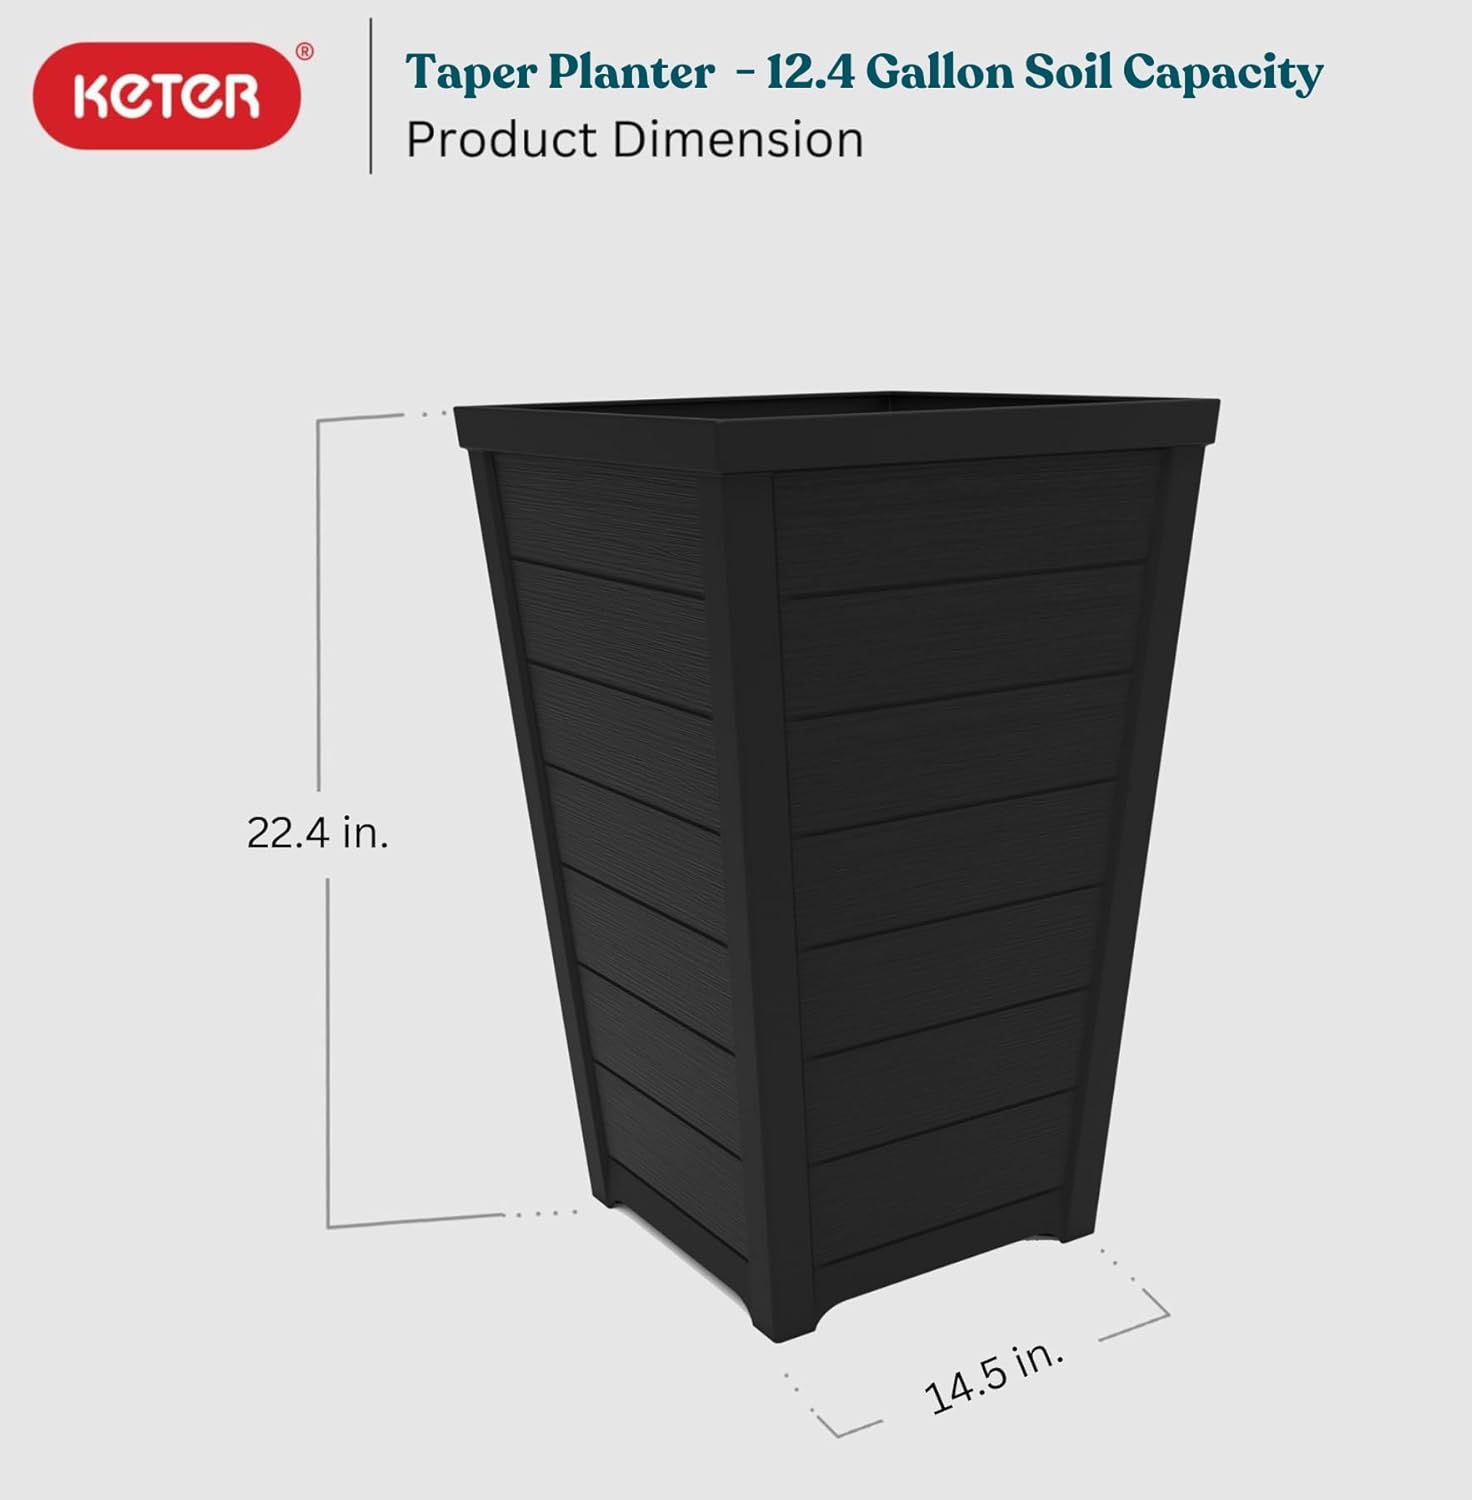 KETER®
Taper Planter - 12.4 Gallon Soil Capacity
Product Dimension
22.4 in.
14.5 in.